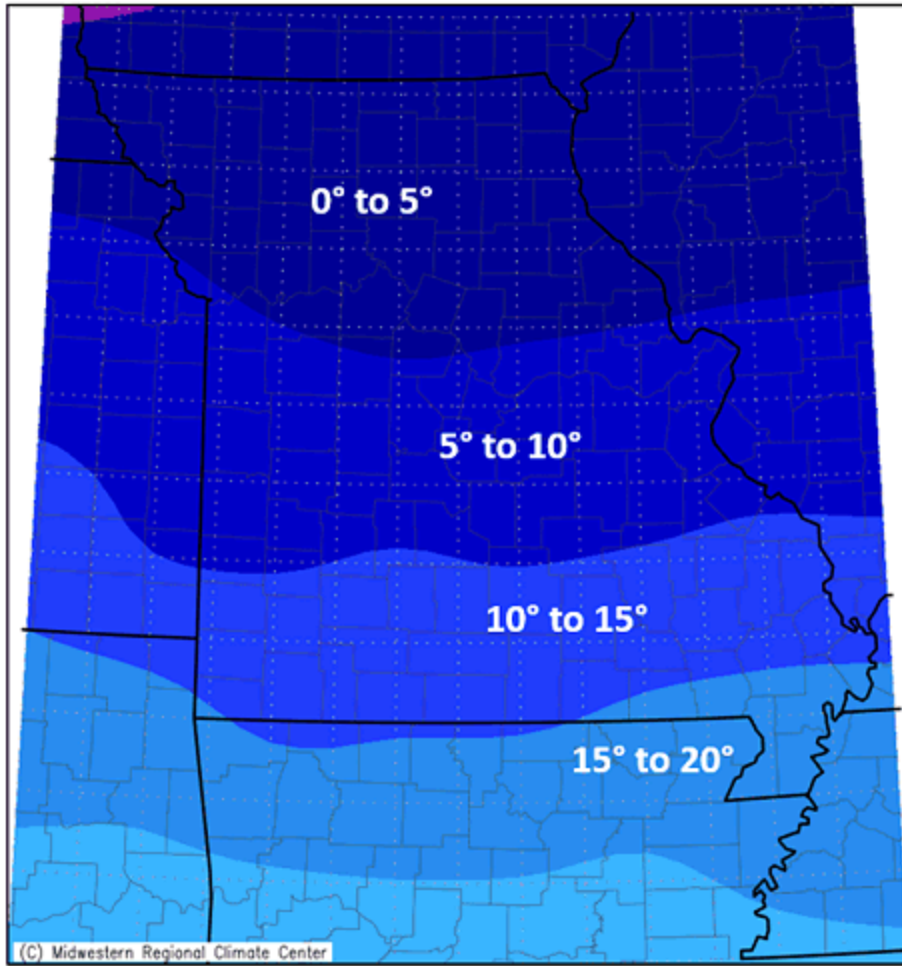 0° to 5°
5° to 10°
10° to 15°
15° to 20°
(C) Midwestern Regional Climate Center